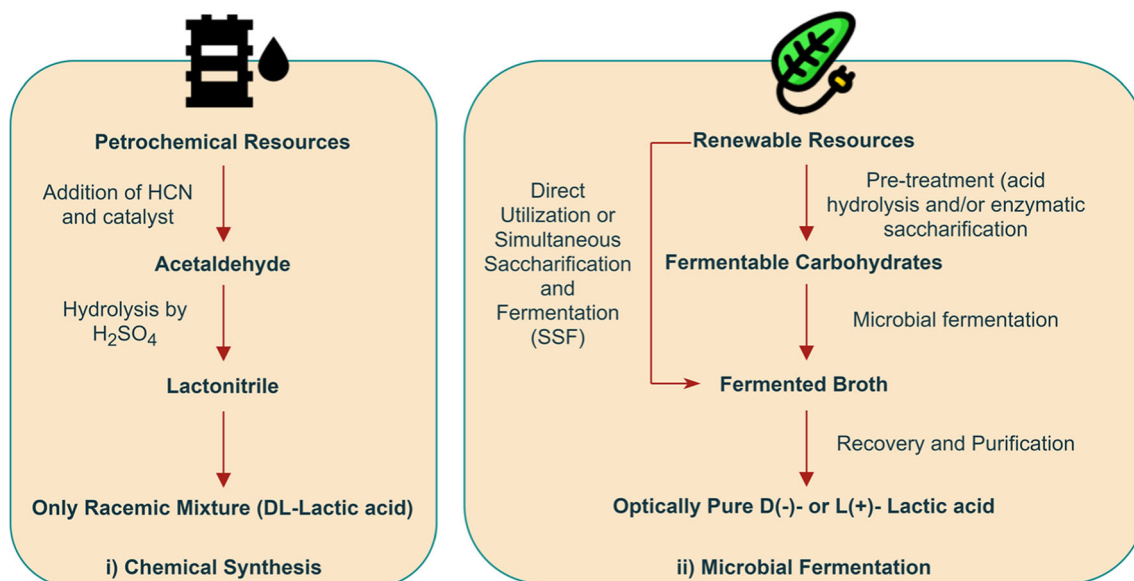 Petrochemical Resources
Addition of HCN
and catalyst
Acetaldehyde
Hydrolysis by
H₂SO₄
Lactonitrile
Only Racemic Mixture (DL-Lactic acid)
i) Chemical Synthesis
Renewable Resources
Direct
Utilization or
Simultaneous
Saccharification
and
Fermentation
(SSF)
Pre-treatment (acid
hydrolysis and/or enzymatic
saccharification
Fermentable Carbohydrates
Microbial fermentation
Fermented Broth
Recovery and Purification
Optically Pure D(-)- or L(+)- Lactic acid
ii) Microbial Fermentation